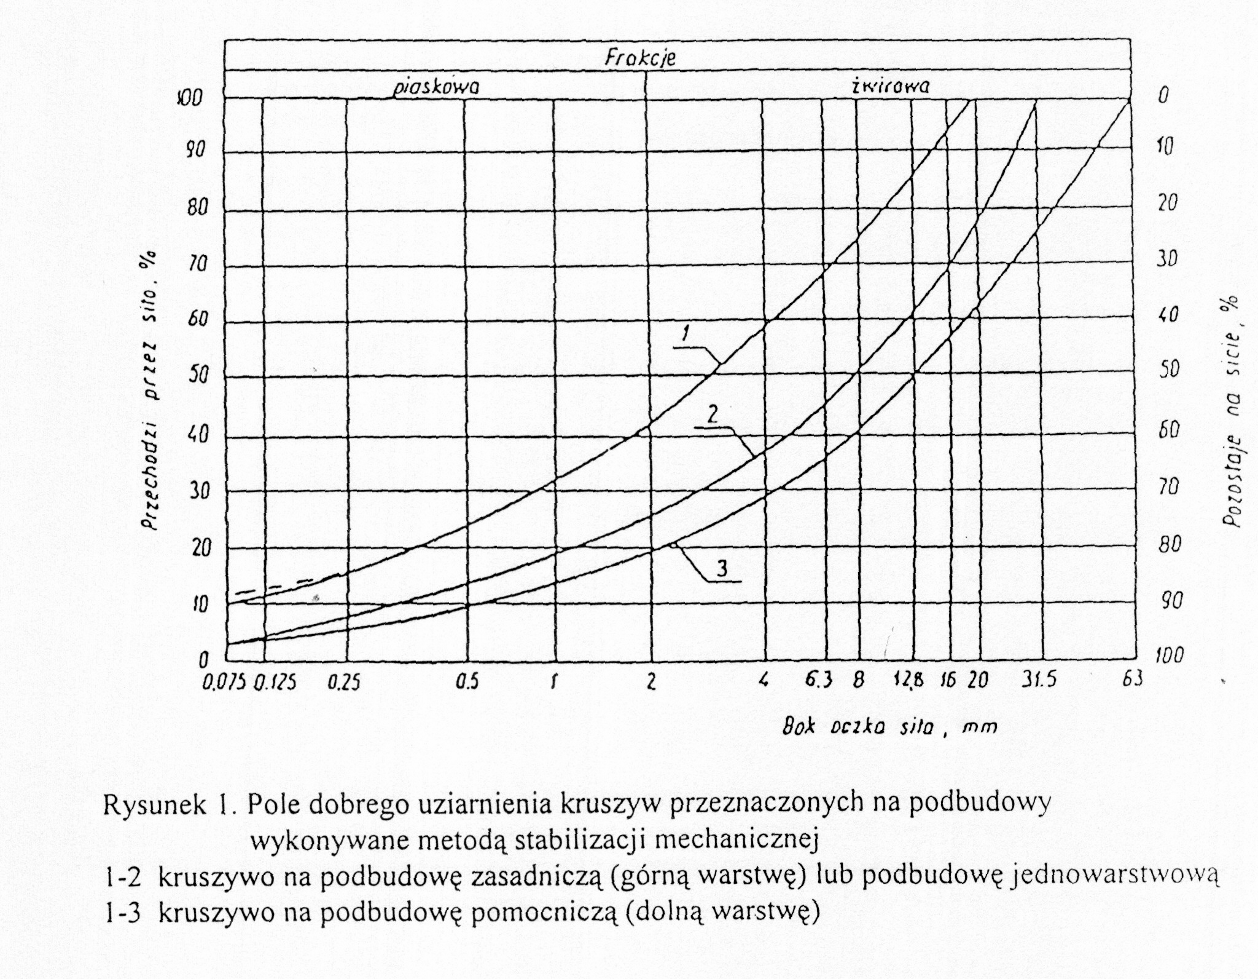 Frakcje
piaskowa żwirowa
100 0
90 10
80 20
70 30
60 40
50 50
40 60
30 70
20 80
10 90
0 100
Przechodzi przez sito, %
Pozostaje na sicie, %
1
2
3
0.075 0.125 0.25 0.5 1 2 4 6.3 8 12,8 16 20 31.5 63
Bok oczka sita, mm
Rysunek 1. Pole dobrego uziarnienia kruszyw przeznaczonych na podbudowy
wykonywane metodą stabilizacji mechanicznej
1-2 kruszywo na podbudowę zasadniczą (górną warstwę) lub podbudowę jednowarstwową
1-3 kruszywo na podbudowę pomocniczą (dolną warstwę)